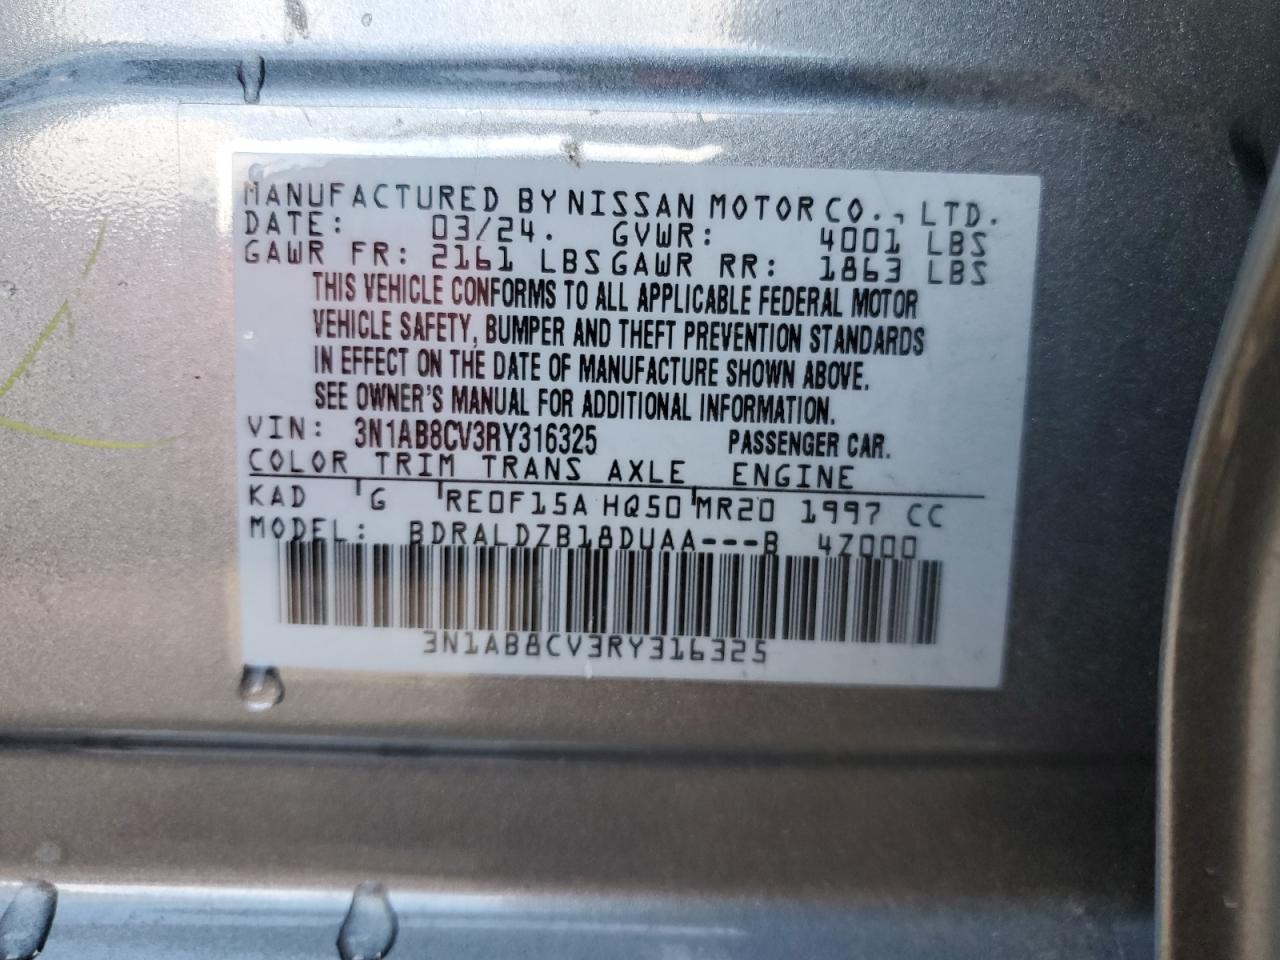 MANUFACTURED BY NISSAN MOTOR CO., LTD.
DATE: 03/24. GVWR: 4001 LBS
GAWR FR: 2161 LBS GAWR RR: 1863 LBS
THIS VEHICLE CONFORMS TO ALL APPLICABLE FEDERAL MOTOR
VEHICLE SAFETY, BUMPER AND THEFT PREVENTION STANDARDS
IN EFFECT ON THE DATE OF MANUFACTURE SHOWN ABOVE.
SEE OWNER'S MANUAL FOR ADDITIONAL INFORMATION.
VIN: 3N1AB8CV3RY316325 PASSENGER CAR.
COLOR TRIM TRANS AXLE ENGINE
KAD G RE0F15A HQ50 MR20 1997 CC
MODEL: BDRALDZB18DUAA---B 4Z000
3N1AB8CV3RY316325